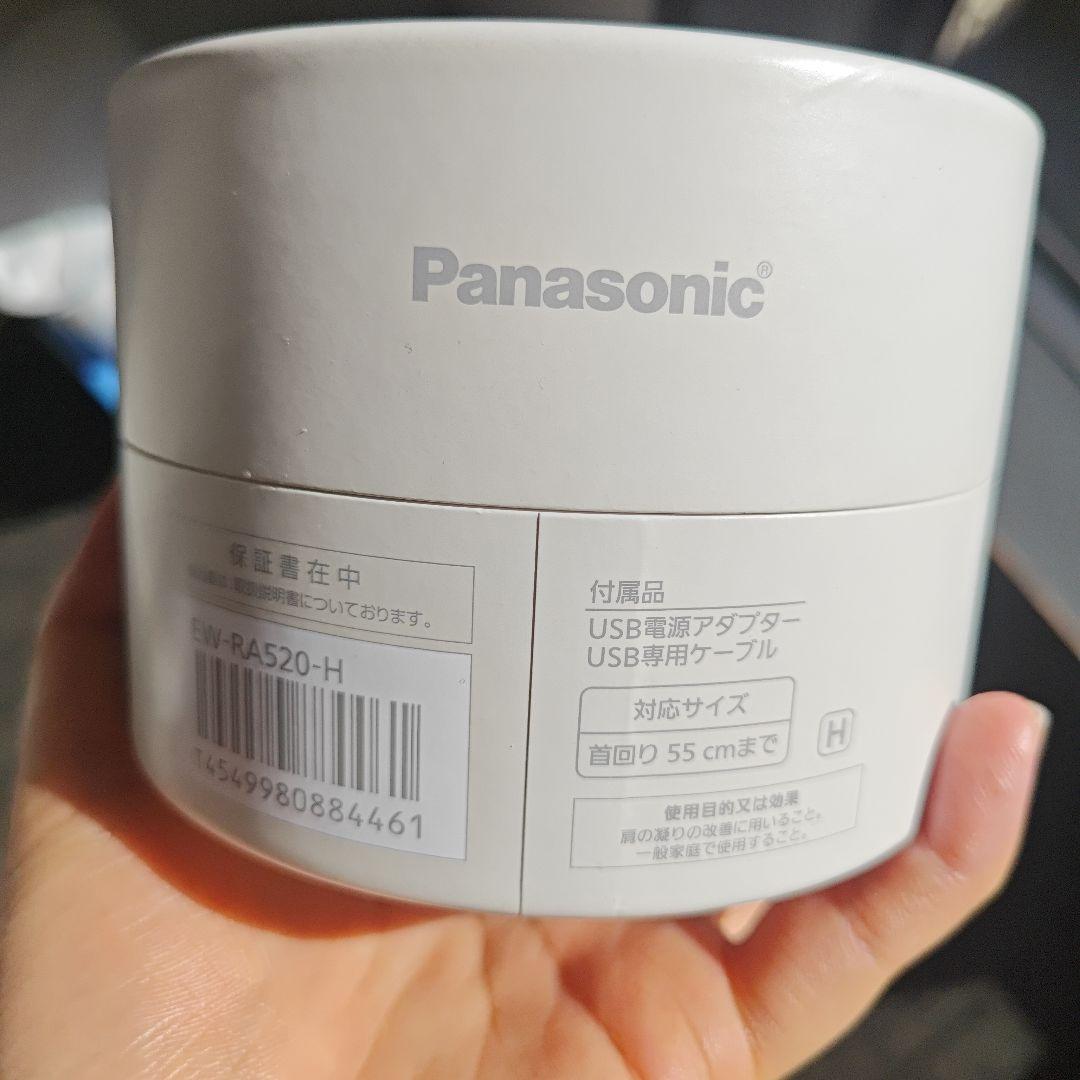 Panasonic®
保証書在中
取扱説明書についております。
EW-RA520-H
T4549980884461
付属品
USB電源アダプター
USB専用ケーブル
対応サイズ
首回り 55 cmまで
H
使用目的又は効果
肩の凝りの改善に用いること。
一般家庭で使用すること。